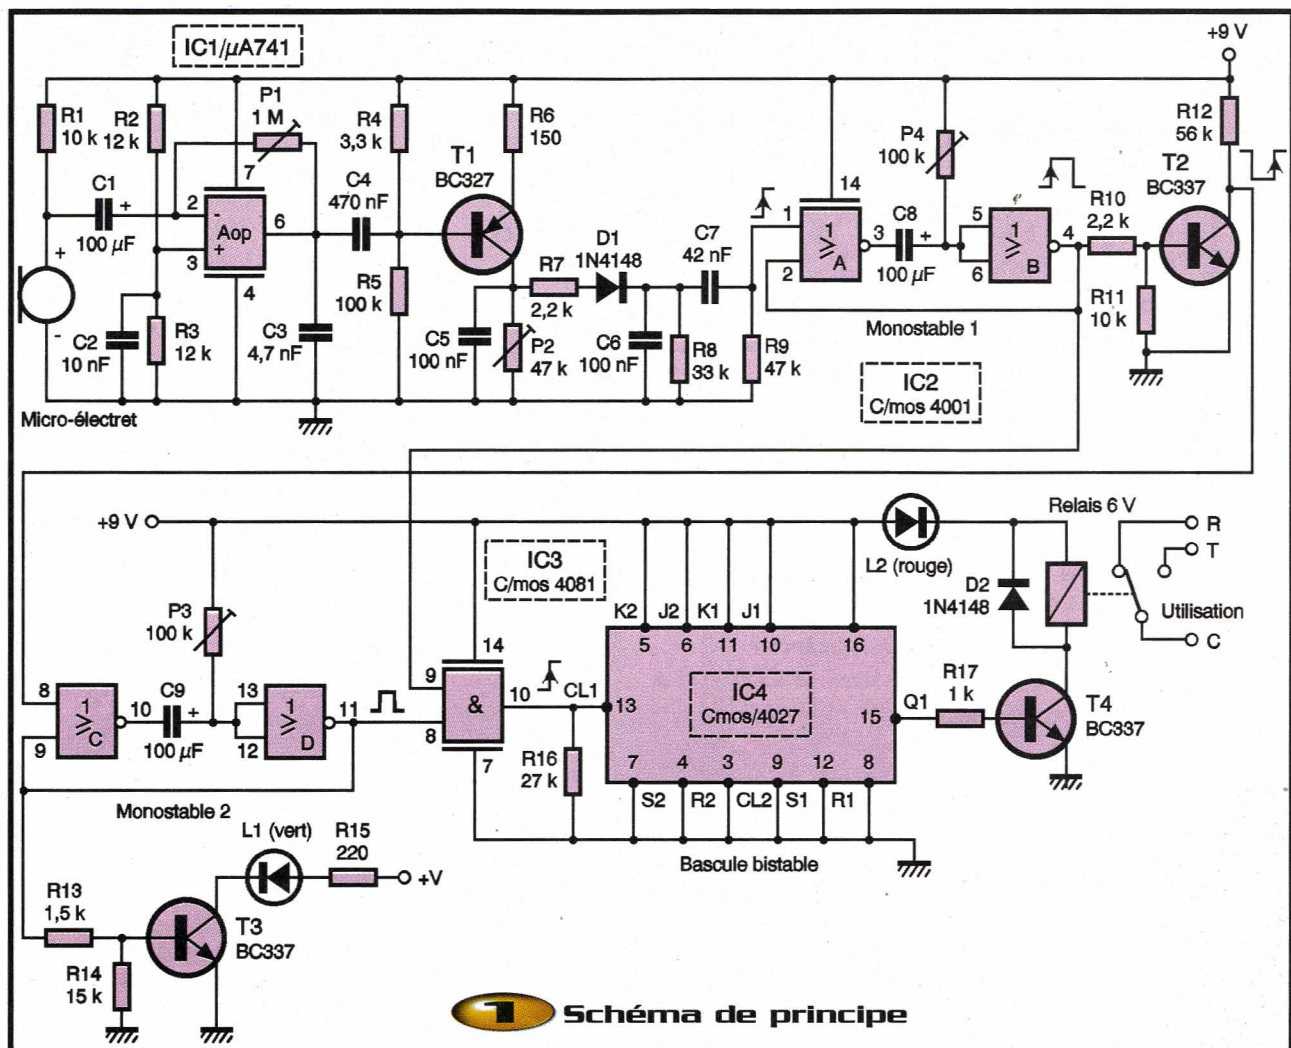 IC1/µA741
+9 V
R1
10 k
R2
12 k
P1
1 M
R4
3,3 k
R6
150
P4
100 k
R12
56 k
C1
+
100 µF
7
2
-
Aop
6
+
3
4
C4
470 nF
T1
BC327
D1
1N4148
C7
42 nF
14
1
1
≥
A
2
3
C8
+
100 µF
5
1
≥
B
6
4
R10
2,2 k
T2
BC337
+
-
Micro-électret
C2
10 nF
R3
12 k
C3
4,7 nF
R5
100 k
C5
100 nF
R7
2,2 k
P2
47 k
C6
100 nF
R8
33 k
R9
47 k
Monostable 1
R11
10 k
IC2
C/mos 4001
+9 V
IC3
C/mos 4081
L2 (rouge)
Relais 6 V
R
T
Utilisation
C
D2
1N4148
P3
100 k
8
1
≥
C
9
10
C9
+
100 µF
13
1
≥
D
12
11
Monostable 2
14
9
&
8
10
7
CL1
R16
27 k
K2
J2
K1
J1
5
6
11
10
16
13
IC4
Cmos/4027
15
Q1
R17
1 k
T4
BC337
7
4
3
9
12
8
S2
R2
CL2
S1
R1
Bascule bistable
L1 (vert)
R15
220
+V
R13
1,5 k
T3
BC337
R14
15 k
1 Schéma de principe